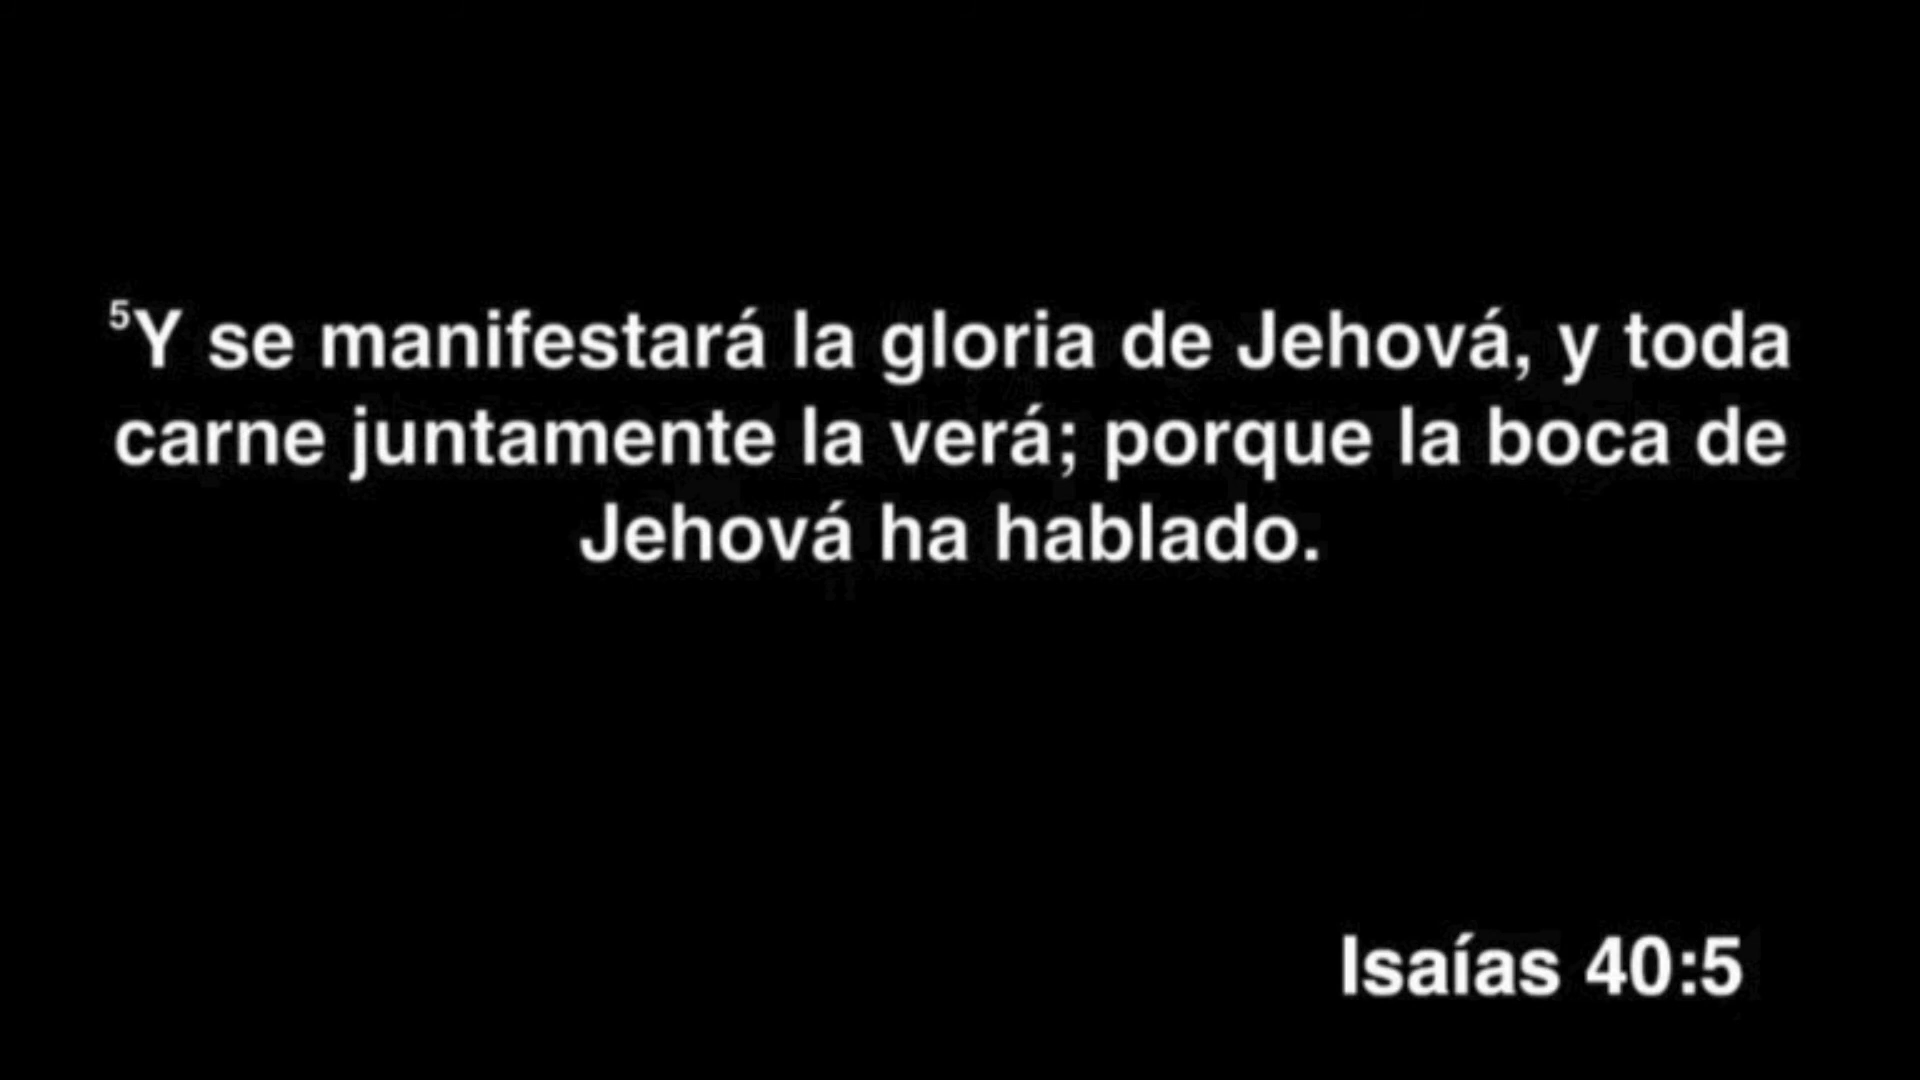 ⁵Y se manifestará la gloria de Jehová, y toda
carne juntamente la verá; porque la boca de
Jehová ha hablado.
Isaías 40:5